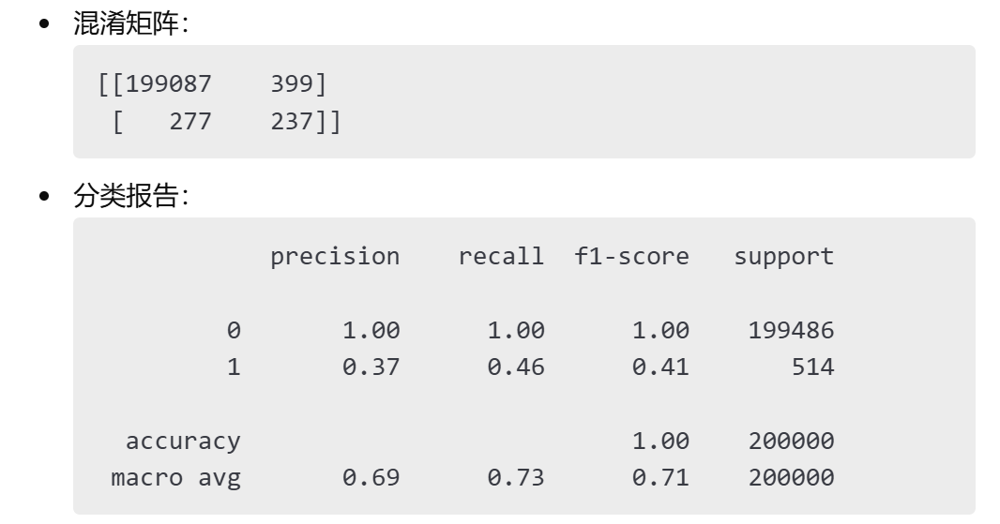 混淆矩阵：
[[199087    399]
 [   277    237]]
分类报告：
              precision    recall  f1-score   support
           0       1.00      1.00      1.00    199486
           1       0.37      0.46      0.41       514
    accuracy                           1.00    200000
   macro avg       0.69      0.73      0.71    200000